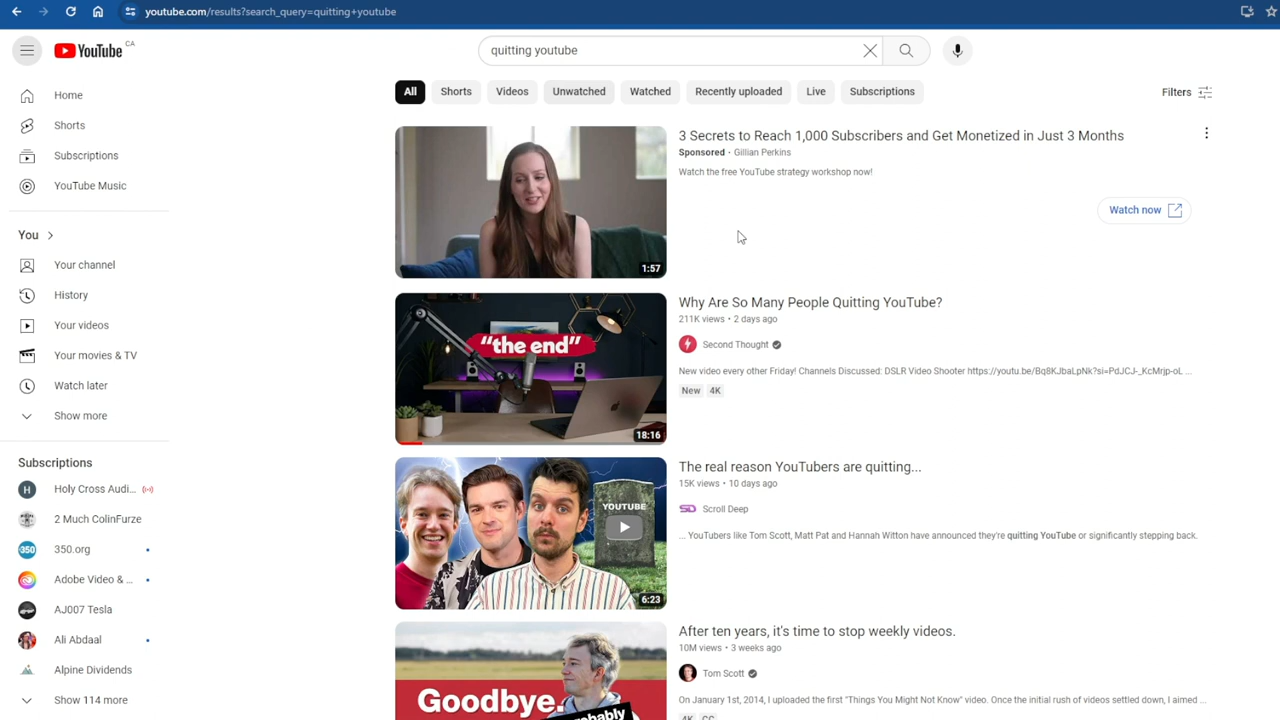 youtube.com/results?search_query=quitting+youtube
YouTube CA
quitting youtube
All Shorts Videos Unwatched Watched Recently uploaded Live Subscriptions
Filters
Home
Shorts
Subscriptions
YouTube Music
You
Your channel
History
Your videos
Your movies & TV
Watch later
Show more
Subscriptions
H Holy Cross Audi...
2 Much ColinFurze
350 350.org
Adobe Video & ...
AJ007 Tesla
Ali Abdaal
Alpine Dividends
Show 114 more
1:57
3 Secrets to Reach 1,000 Subscribers and Get Monetized in Just 3 Months
Sponsored · Gillian Perkins
Watch the free YouTube strategy workshop now!
Watch now
"the end"
18:16
Why Are So Many People Quitting YouTube?
211K views • 2 days ago
Second Thought
New video every other Friday! Channels Discussed: DSLR Video Shooter https://youtu.be/Bq8KJbaLpNk?si=PdJCJ-_KcMrjp-oL ...
New 4K
YOUTUBE
6:23
The real reason YouTubers are quitting...
15K views • 10 days ago
SD Scroll Deep
... YouTubers like Tom Scott, Matt Pat and Hannah Witton have announced they're quitting YouTube or significantly stepping back.
Goodbye.
probably
After ten years, it's time to stop weekly videos.
10M views • 3 weeks ago
Tom Scott
On January 1st, 2014, I uploaded the first "Things You Might Not Know" video. Once the initial rush of videos settled down, I aimed ...
4K CC